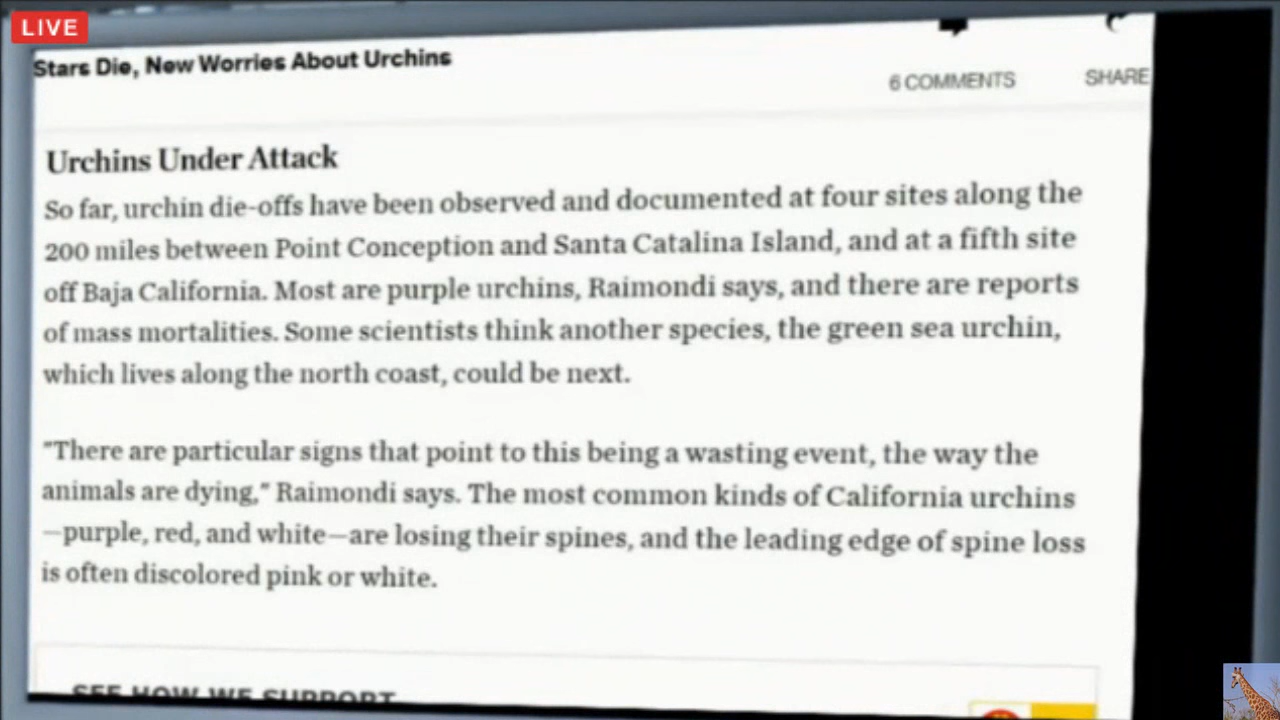 LIVE
Stars Die, New Worries About Urchins
6 COMMENTS
SHARE
Urchins Under Attack
So far, urchin die-offs have been observed and documented at four sites along the
200 miles between Point Conception and Santa Catalina Island, and at a fifth site
off Baja California. Most are purple urchins, Raimondi says, and there are reports
of mass mortalities. Some scientists think another species, the green sea urchin,
which lives along the north coast, could be next.
"There are particular signs that point to this being a wasting event, the way the
animals are dying," Raimondi says. The most common kinds of California urchins
—purple, red, and white—are losing their spines, and the leading edge of spine loss
is often discolored pink or white.
SEE HOW WE SUPPORT